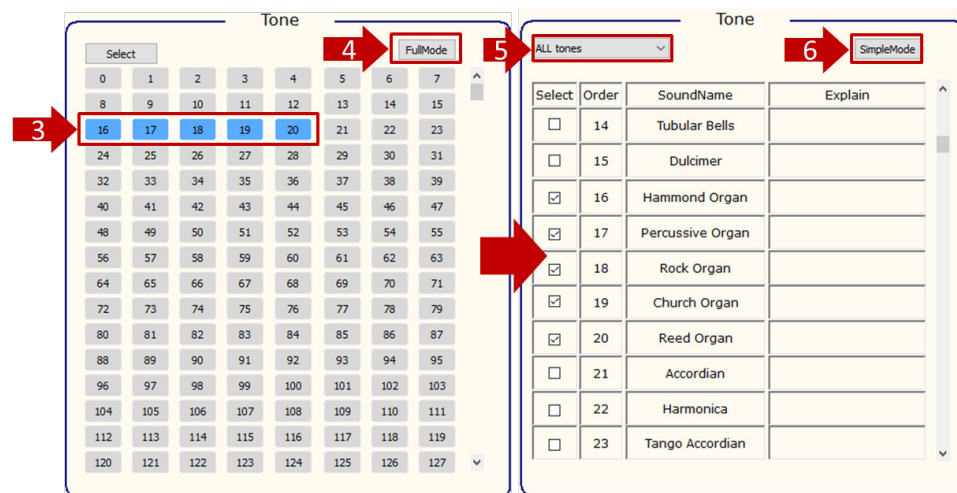 Tone
Select
4
FullMode
0 1 2 3 4 5 6 7
8 9 10 11 12 13 14 15
3
16 17 18 19 20 21 22 23
24 25 26 27 28 29 30 31
32 33 34 35 36 37 38 39
40 41 42 43 44 45 46 47
48 49 50 51 52 53 54 55
56 57 58 59 60 61 62 63
64 65 66 67 68 69 70 71
72 73 74 75 76 77 78 79
80 81 82 83 84 85 86 87
88 89 90 91 92 93 94 95
96 97 98 99 100 101 102 103
104 105 106 107 108 109 110 111
112 113 114 115 116 117 118 119
120 121 122 123 124 125 126 127
Tone
5
ALL tones
6
SimpleMode
Select Order SoundName Explain
14 Tubular Bells
15 Dulcimer
16 Hammond Organ
17 Percussive Organ
18 Rock Organ
19 Church Organ
20 Reed Organ
21 Accordian
22 Harmonica
23 Tango Accordian